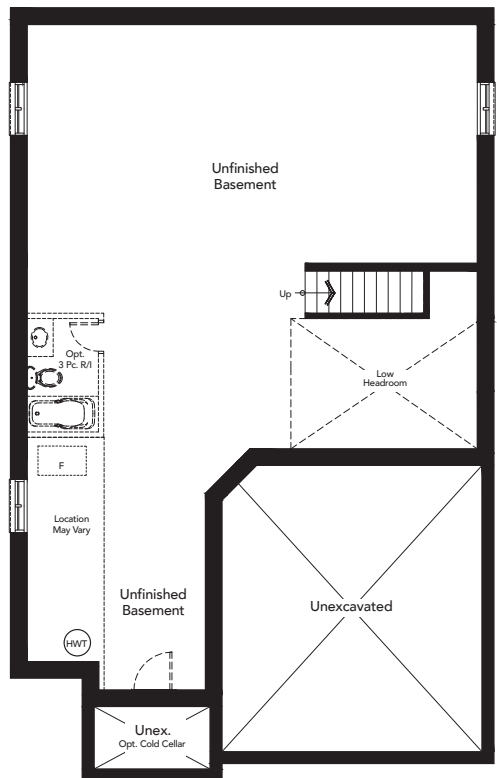 Unfinished
Basement
Up
Opt.
3 Pc. R/I
Low
Headroom
F
Location
May Vary
Unfinished
Basement
Unexcavated
HWT
Unex.
Opt. Cold Cellar